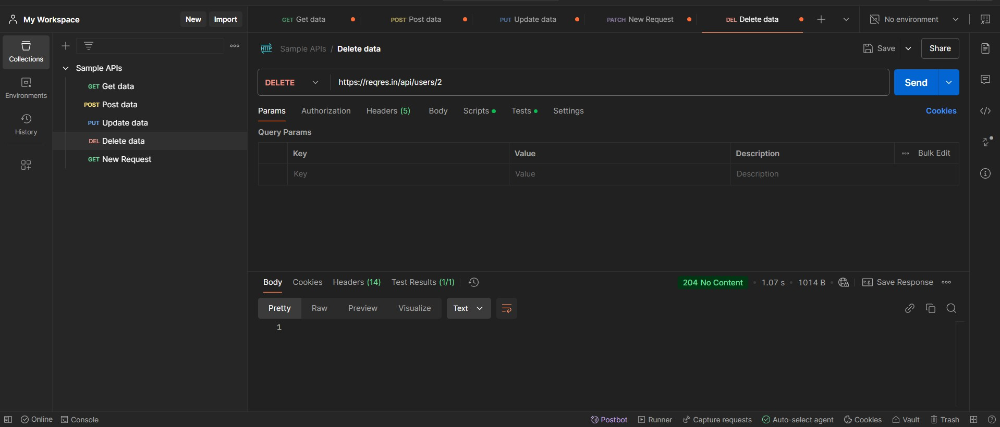 My Workspace New Import
GET Get data POST Post data PUT Update data PATCH New Request DEL Delete data No environment
Collections
Environments
History
Sample APIs
GET Get data
POST Post data
PUT Update data
DEL Delete data
GET New Request
HTTP Sample APIs / Delete data Save Share
DELETE https://reqres.in/api/users/2 Send
Params Authorization Headers (5) Body Scripts Tests Settings Cookies
Query Params
Key Value Description Bulk Edit
Key Value Description
Body Cookies Headers (14) Test Results (1/1) 204 No Content 1.07 s 1014 B e.g. Save Response
Pretty Raw Preview Visualize Text
1
Online Console Postbot Runner Capture requests Auto-select agent Cookies Vault Trash